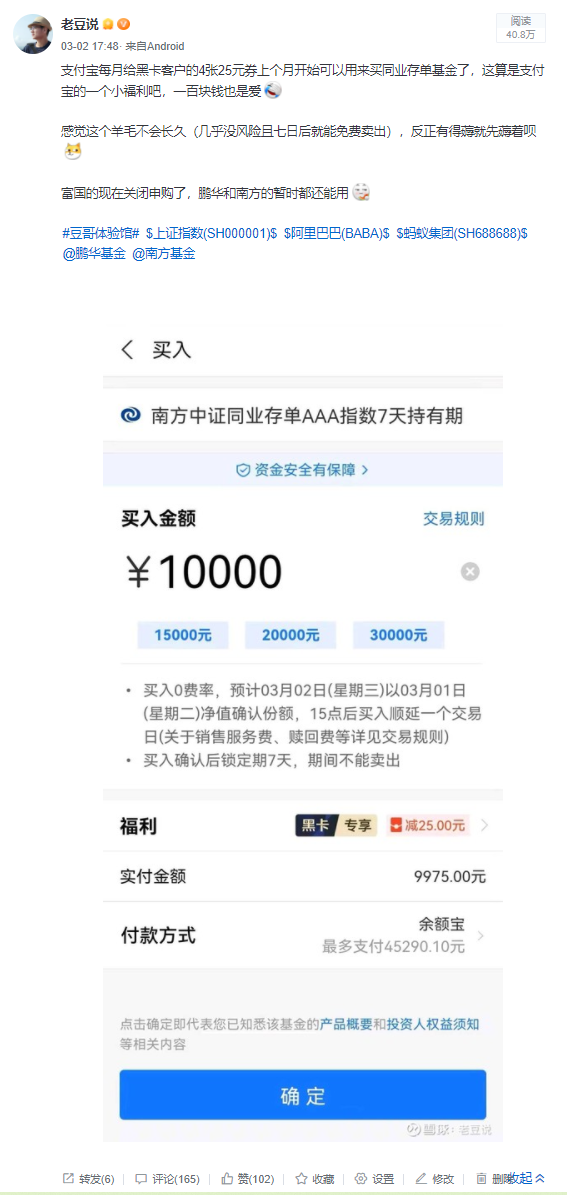 老豆说
阅读
40.8万
03-02 17:48· 来自Android
支付宝每月给黑卡客户的4张25元券上个月开始可以用来买同业存单基金了，这算是支付
宝的一个小福利吧，一百块钱也是爱
感觉这个羊毛不会长久（几乎没风险且七日后就能免费卖出），反正有得薅就先薅着呗
富国的现在关闭申购了，鹏华和南方的暂时都还能用
#豆哥体验馆# $上证指数(SH000001)$ $阿里巴巴(BABA)$ $蚂蚁集团(SH688688)$
@鹏华基金 @南方基金
买入
南方中证同业存单AAA指数7天持有期
资金安全有保障
买入金额 交易规则
¥10000
15000元 20000元 30000元
• 买入0费率，预计03月02日(星期三)以03月01日
(星期二)净值确认份额，15点后买入顺延一个交易
日(关于销售服务费、赎回费等详见交易规则)
• 买入确认后锁定期7天，期间不能卖出
福利 黑卡 专享 减25.00元
实付金额 9975.00元
付款方式 余额宝
最多支付45290.10元
点击确定即代表您已知悉该基金的产品概要和投资人权益须知
等相关内容
确定
雪球：老豆说
转发(6) 评论(165) 赞(102) 收藏 设置 修改 删除 收起